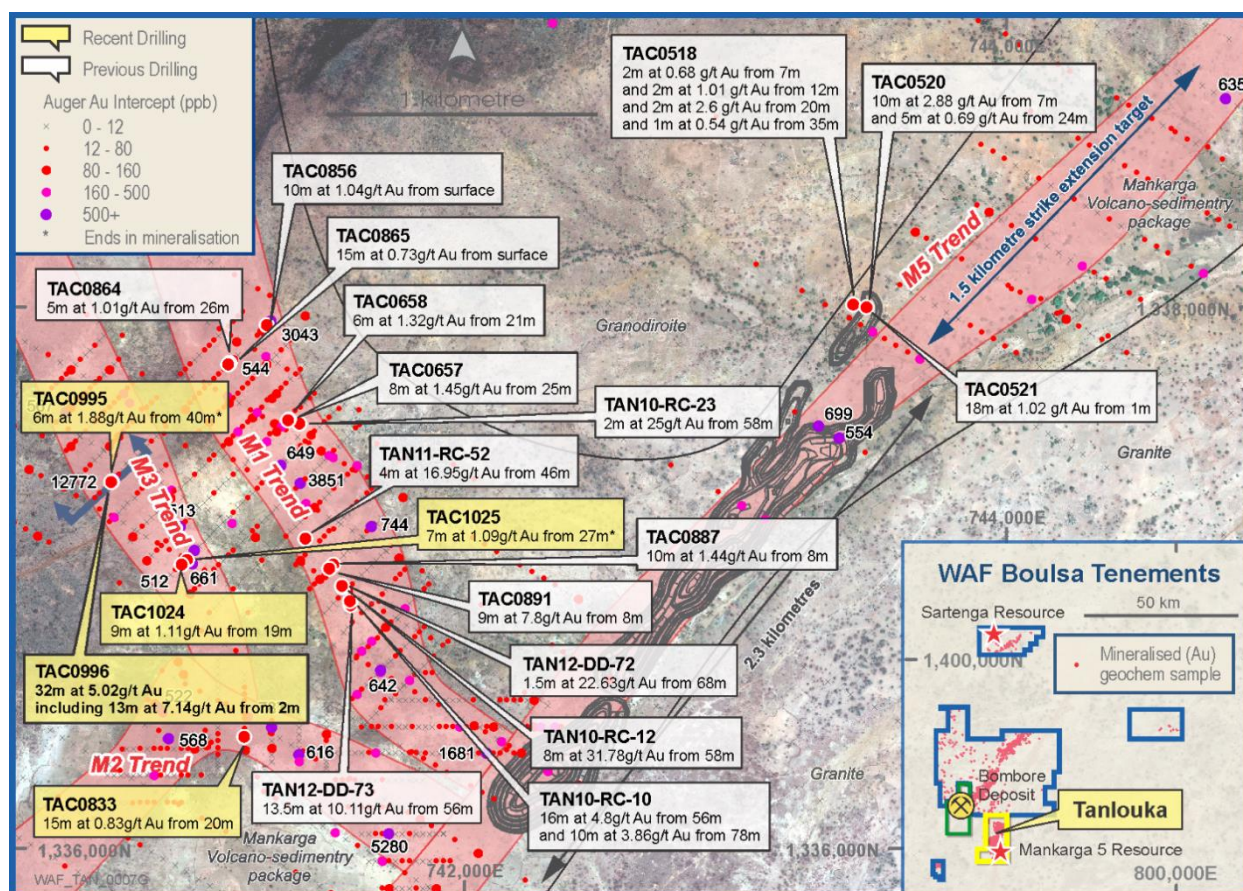 Recent Drilling
Previous Drilling
Auger Au Intercept (ppb)
0 - 12
12 - 80
80 - 160
160 - 500
500+
* Ends in mineralisation
1 kilometre
744,000E
TAC0518
2m at 0.68 g/t Au from 7m
and 2m at 1.01 g/t Au from 12m
and 2m at 2.6 g/t Au from 20m
and 1m at 0.54 g/t Au from 35m
TAC0520
10m at 2.88 g/t Au from 7m
and 5m at 0.69 g/t Au from 24m
635
Mankarga
Volcano-sedimentry
package
M5 Trend
1.5 kilometre strike extension target
1,338,000N
TAC0856
10m at 1.04g/t Au from surface
TAC0865
15m at 0.73g/t Au from surface
TAC0864
5m at 1.01g/t Au from 26m
TAC0658
6m at 1.32g/t Au from 21m
3043
544
Granodiroite
TAC0657
8m at 1.45g/t Au from 25m
TAC0995
6m at 1.88g/t Au from 40m*
TAN10-RC-23
2m at 25g/t Au from 58m
TAC0521
18m at 1.02 g/t Au from 1m
699
554
M1 Trend
649
TAN11-RC-52
4m at 16.95g/t Au from 46m
Granite
12772
3851
M3 Trend
513
744
TAC1025
7m at 1.09g/t Au from 27m*
TAC0887
10m at 1.44g/t Au from 8m
744,000E
512
661
TAC0891
9m at 7.8g/t Au from 8m
TAC1024
9m at 1.11g/t Au from 19m
2.3 kilometres
TAN12-DD-72
1.5m at 22.63g/t Au from 68m
TAC0996
32m at 5.02g/t Au
including 13m at 7.14g/t Au from 2m
642
522
TAN10-RC-12
8m at 31.78g/t Au from 58m
568
616
1681
M2 Trend
TAN12-DD-73
13.5m at 10.11g/t Au from 56m
TAN10-RC-10
16m at 4.8g/t Au from 56m
and 10m at 3.86g/t Au from 78m
Granite
TAC0833
15m at 0.83g/t Au from 20m
Mankarga
Volcano-sedimentry
package
5280
1,336,000N
1,336,000N
WAF_TAN_0007G
742,000E
WAF Boulsa Tenements
Sartenga Resource
50 km
1,400,000N
Mineralised (Au)
geochem sample
Bombore
Deposit
Tanlouka
Mankarga 5 Resource
800,000E